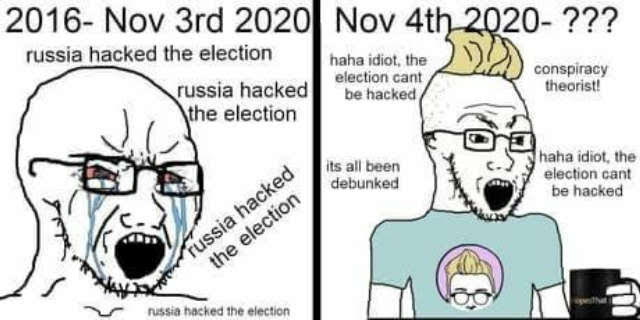 2016- Nov 3rd 2020
russia hacked the election
russia hacked
the election
russia hacked
the election
russia hacked the election
Nov 4th 2020- ???
haha idiot, the
election cant
be hacked
conspiracy
theorist!
its all been
debunked
haha idiot, the
election cant
be hacked